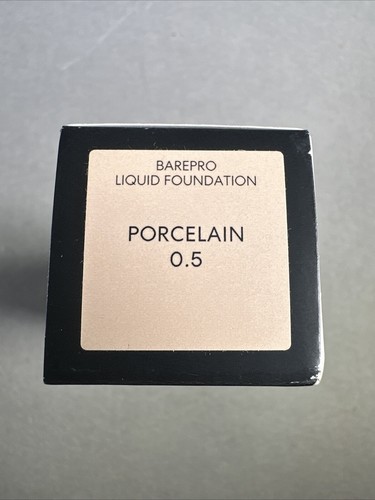 BAREPRO
LIQUID FOUNDATION
PORCELAIN
0.5